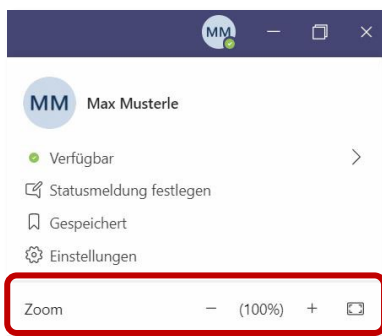 MM
MM Max Musterle
Verfügbar
Statusmeldung festlegen
Gespeichert
Einstellungen
Zoom − (100%) +